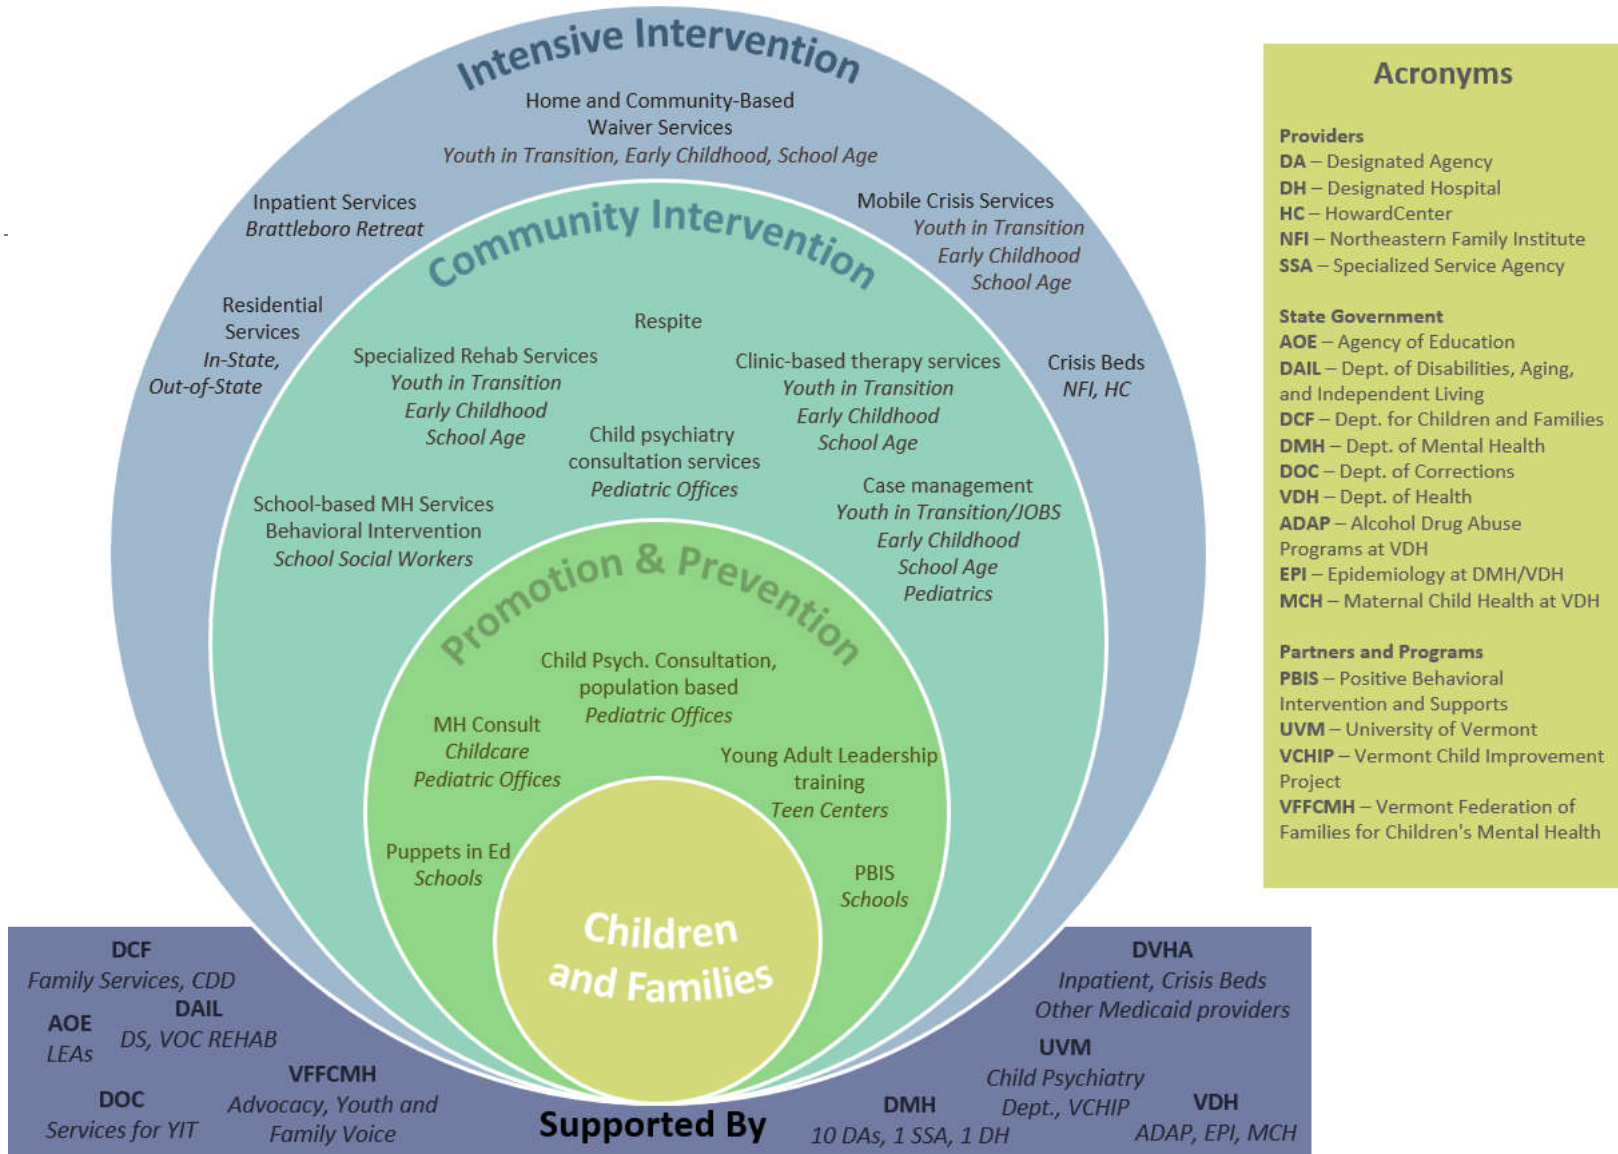 Intensive Intervention
Home and Community-Based
Waiver Services
Youth in Transition, Early Childhood, School Age
Inpatient Services
Brattleboro Retreat
Mobile Crisis Services
Youth in Transition
Early Childhood
School Age
Residential
Services
In-State,
Out-of-State
Crisis Beds
NFI, HC
Community Intervention
Respite
Specialized Rehab Services
Youth in Transition
Early Childhood
School Age
Clinic-based therapy services
Youth in Transition
Early Childhood
School Age
Child psychiatry
consultation services
Pediatric Offices
School-based MH Services
Behavioral Intervention
School Social Workers
Case management
Youth in Transition/JOBS
Early Childhood
School Age
Pediatrics
Promotion & Prevention
Child Psych. Consultation,
population based
Pediatric Offices
MH Consult
Childcare
Pediatric Offices
Young Adult Leadership
training
Teen Centers
Puppets in Ed
Schools
PBIS
Schools
Children
and Families
DCF
Family Services, CDD
DAIL
DS, VOC REHAB
AOE
LEAs
VFFCMH
Advocacy, Youth and
Family Voice
DOC
Services for YIT
Supported By
DVHA
Inpatient, Crisis Beds
Other Medicaid providers
UVM
Child Psychiatry
Dept., VCHIP
DMH
10 DAs, 1 SSA, 1 DH
VDH
ADAP, EPI, MCH
Acronyms
Providers
DA – Designated Agency
DH – Designated Hospital
HC – HowardCenter
NFI – Northeastern Family Institute
SSA – Specialized Service Agency
State Government
AOE – Agency of Education
DAIL – Dept. of Disabilities, Aging,
and Independent Living
DCF – Dept. for Children and Families
DMH – Dept. of Mental Health
DOC – Dept. of Corrections
VDH – Dept. of Health
ADAP – Alcohol Drug Abuse
Programs at VDH
EPI – Epidemiology at DMH/VDH
MCH – Maternal Child Health at VDH
Partners and Programs
PBIS – Positive Behavioral
Intervention and Supports
UVM – University of Vermont
VCHIP – Vermont Child Improvement
Project
VFFCMH – Vermont Federation of
Families for Children's Mental Health